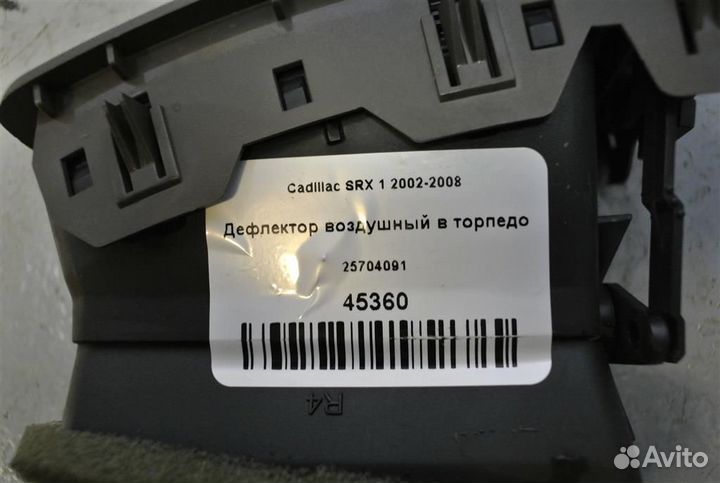 Cadillac SRX 1 2002-2008
Дефлектор воздушный в торпедо
25704091
45360
R4
Avito